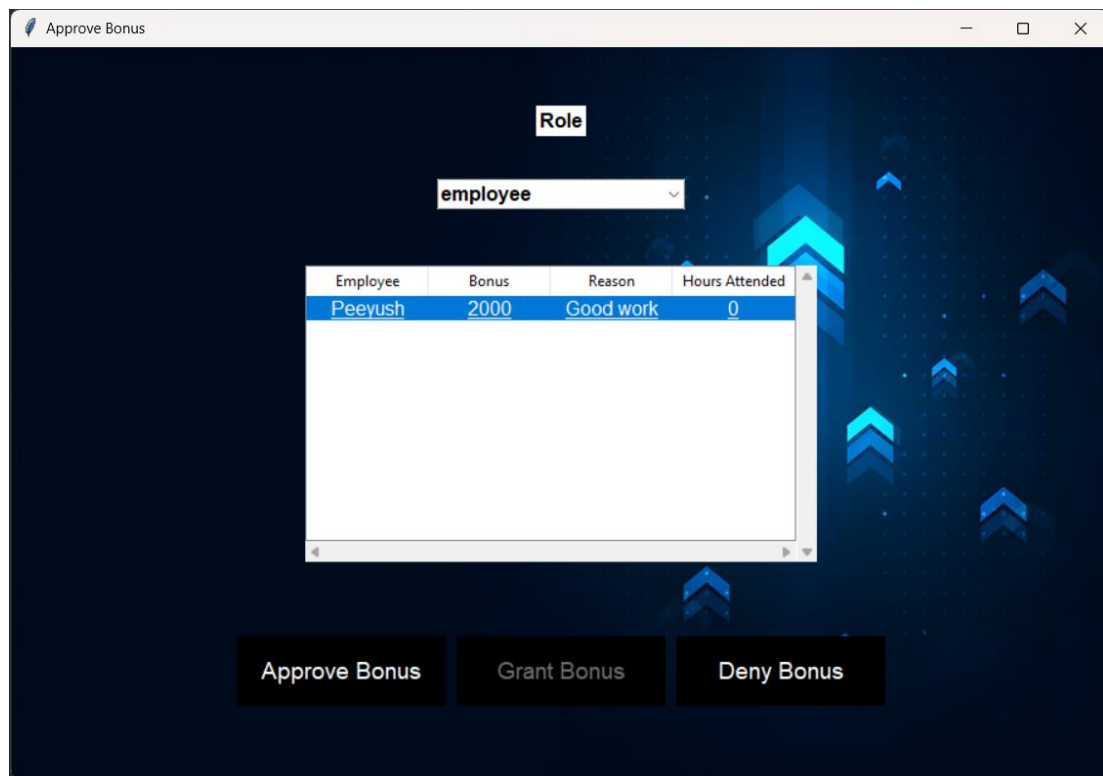 Approve Bonus
Role
employee
Employee Bonus Reason Hours Attended
Peeyush 2000 Good work 0
Approve Bonus Grant Bonus Deny Bonus